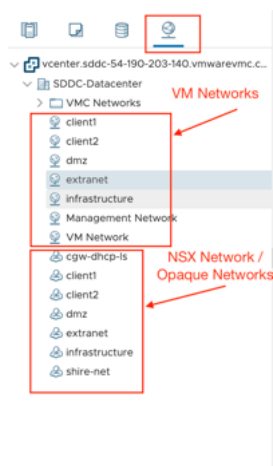 vcenter.sddc-54-190-203-140.vmwarevmc.c...
SDDC-Datacenter
VMC Networks
VM Networks
client1
client2
dmz
extranet
infrastructure
Management Network
VM Network
cgw-dhcp-ls
NSX Network /
Opaque Networks
client1
client2
dmz
extranet
infrastructure
shire-net